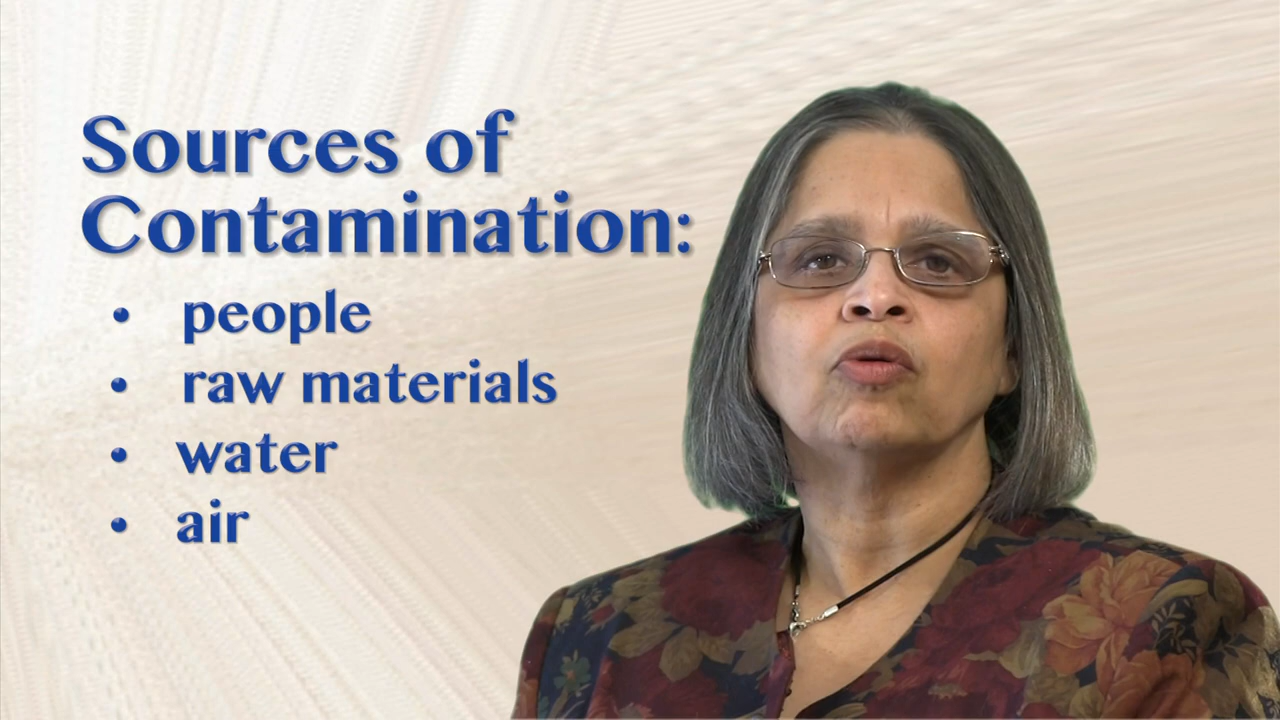 Sources of
Contamination:
• people
• raw materials
• water
• air